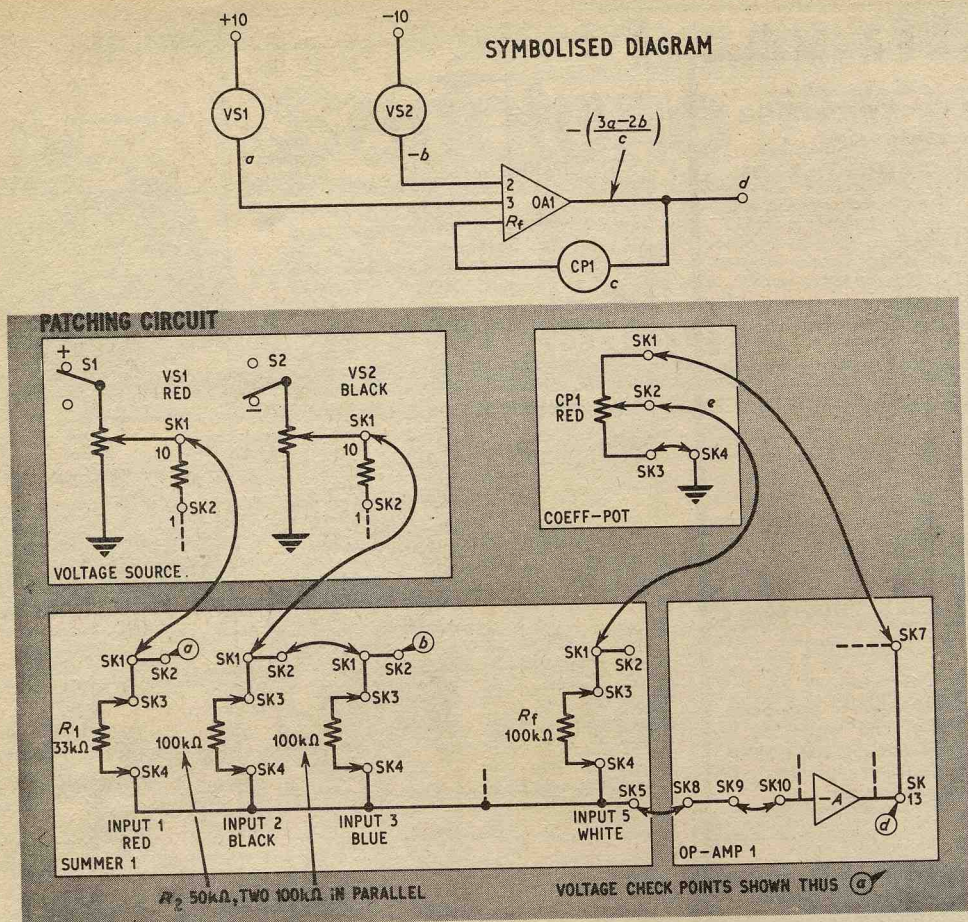 +10
−10
SYMBOLISED DIAGRAM
VS1
VS2
a
−b
−(3a−2b/c)
d
2
3
OA1
Rf
CP1
c
PATCHING CIRCUIT
+
S1
VS1
RED
S2
VS2
BLACK
−
SK1
10
SK2
1
SK1
10
SK2
1
VOLTAGE SOURCE.
SK1
CP1
RED
SK2
e
SK3
SK4
COEFF-POT
SK1
SK2
a
SK3
R1
33kΩ
SK4
INPUT 1
RED
SK1
SK2
SK3
100kΩ
SK4
INPUT 2
BLACK
SK1
SK2
b
SK3
100kΩ
SK4
INPUT 3
BLUE
SK1
SK2
SK3
Rf
100kΩ
SK4
SK5
INPUT 5
WHITE
SUMMER 1
SK7
SK8
SK9
SK10
−A
SK
13
d
OP-AMP 1
R2 50kΩ, TWO 100kΩ IN PARALLEL
VOLTAGE CHECK POINTS SHOWN THUS a